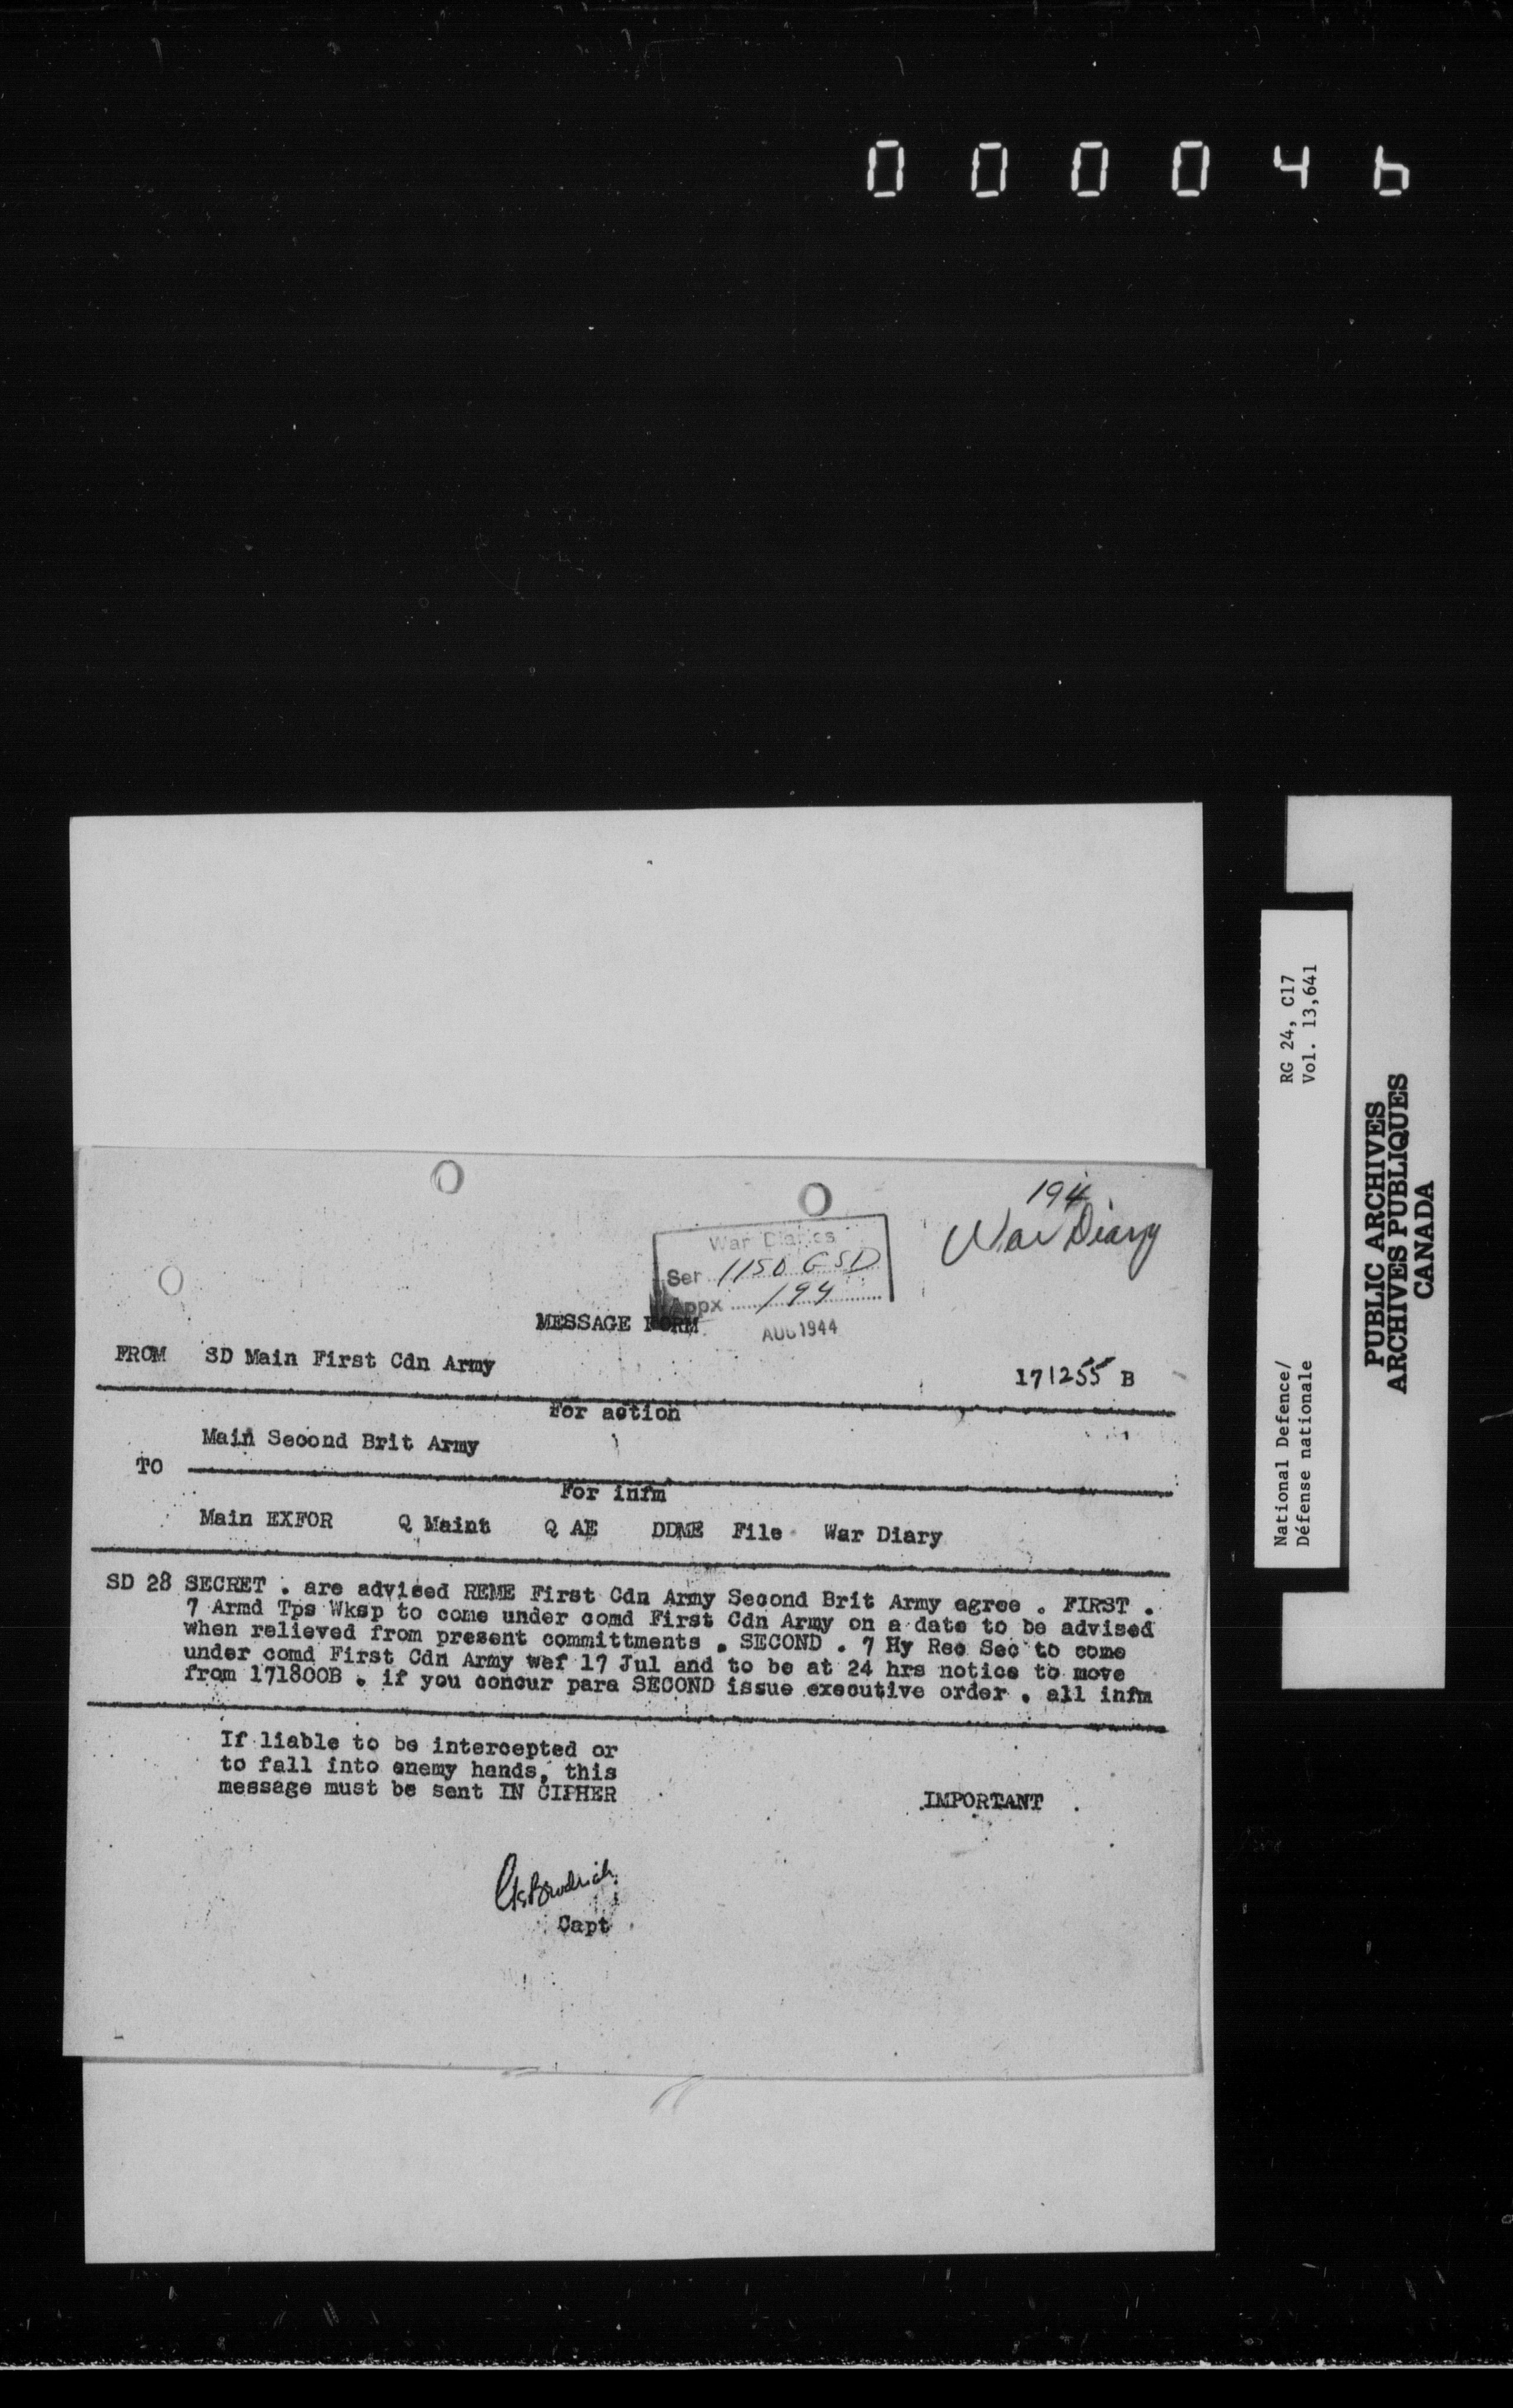 000046
194
War Diary
War Diaries
Ser 1150 GSD
Appx 194
AUG 1944
MESSAGE FORM
FROM SD Main First Cdn Army
171255 B
For action
Main Second Brit Army
TO
For infm
Main EXFOR Q Maint Q AE DDME File War Diary
SD 28 SECRET . are advised REME First Cdn Army Second Brit Army agree . FIRST .
7 Armd Tps Wksp to come under comd First Cdn Army on a date to be advised
when relieved from present committments . SECOND . 7 Hy Rec Sec to come
under comd First Cdn Army wef 17 Jul and to be at 24 hrs notice to move
from 171800B . if you concur para SECOND issue executive order . all infm
If liable to be intercepted or
to fall into enemy hands, this
message must be sent IN CIPHER
IMPORTANT
Capt
National Defence/
Défense nationale
RG 24, C17
Vol. 13,641
PUBLIC ARCHIVES
ARCHIVES PUBLIQUES
CANADA